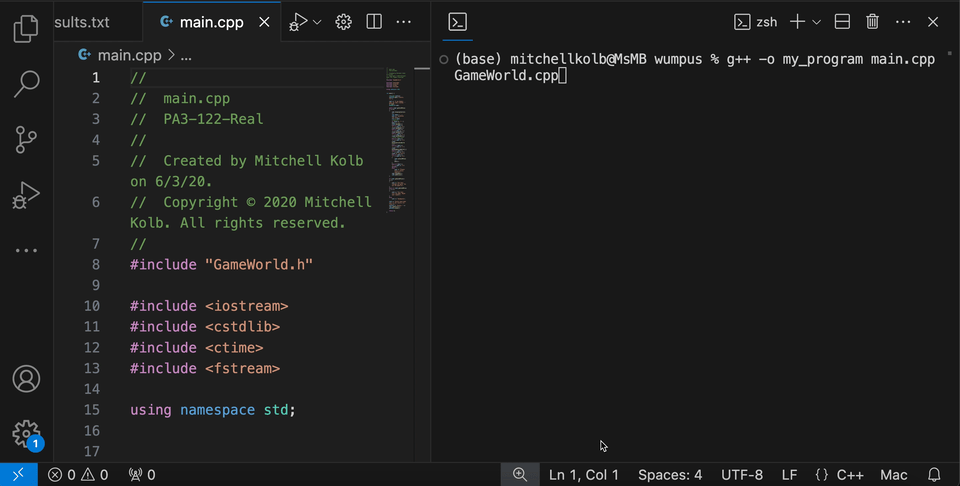 sults.txt
main.cpp
zsh
main.cpp > ...
(base) mitchellkolb@MsMB wumpus % g++ -o my_program main.cpp
GameWorld.cpp
1 //
2 //  main.cpp
3 //  PA3-122-Real
4 //
5 //  Created by Mitchell Kolb
on 6/3/20.
6 //  Copyright © 2020 Mitchell
Kolb. All rights reserved.
7 //
8 #include "GameWorld.h"
9
10 #include <iostream>
11 #include <cstdlib>
12 #include <ctime>
13 #include <fstream>
14
15 using namespace std;
16
17
1
0 0 0
Ln 1, Col 1 Spaces: 4 UTF-8 LF {} C++ Mac